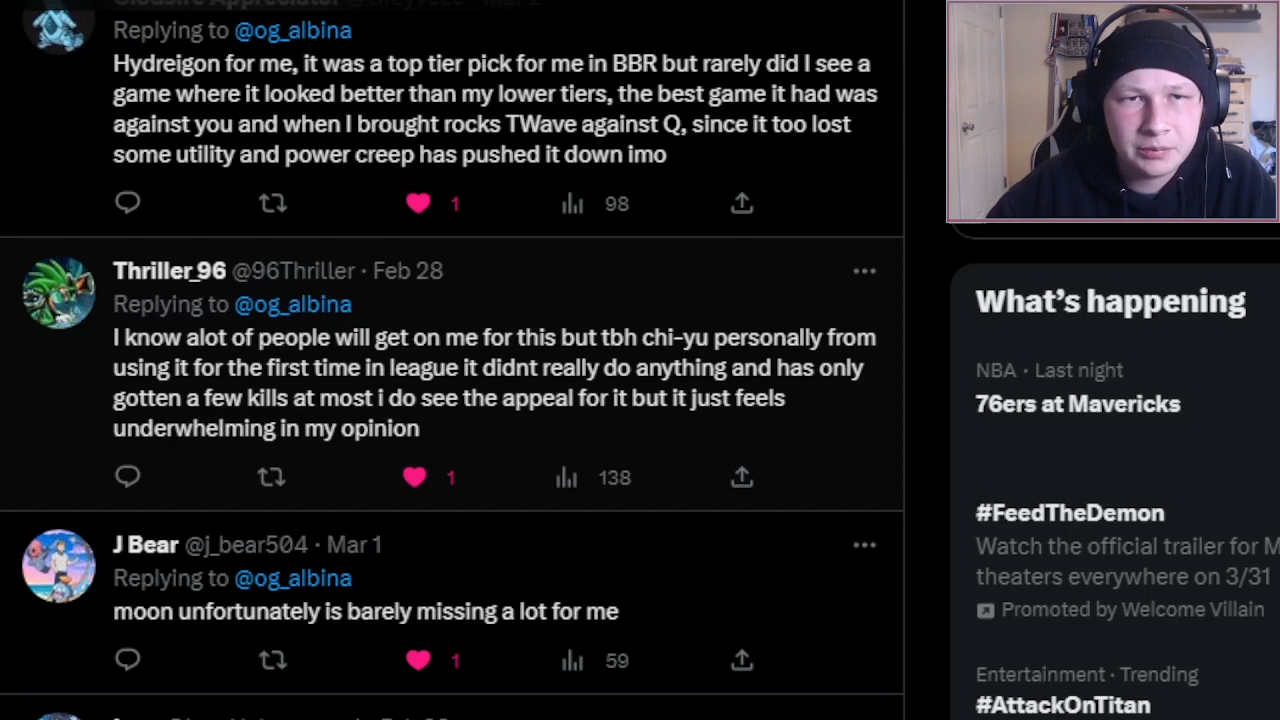 Clodsire Appreciator
Replying to @og_albina
Hydreigon for me, it was a top tier pick for me in BBR but rarely did I see a
game where it looked better than my lower tiers, the best game it had was
against you and when I brought rocks TWave against Q, since it too lost
some utility and power creep has pushed it down imo
1 98
Thriller_96 @96Thriller · Feb 28
Replying to @og_albina
I know alot of people will get on me for this but tbh chi-yu personally from
using it for the first time in league it didnt really do anything and has only
gotten a few kills at most i do see the appeal for it but it just feels
underwhelming in my opinion
1 138
J Bear @j_bear504 · Mar 1
Replying to @og_albina
moon unfortunately is barely missing a lot for me
1 59
What's happening
NBA · Last night
76ers at Mavericks
#FeedTheDemon
Watch the official trailer for M
theaters everywhere on 3/31
Promoted by Welcome Villain
Entertainment · Trending
#AttackOnTitan